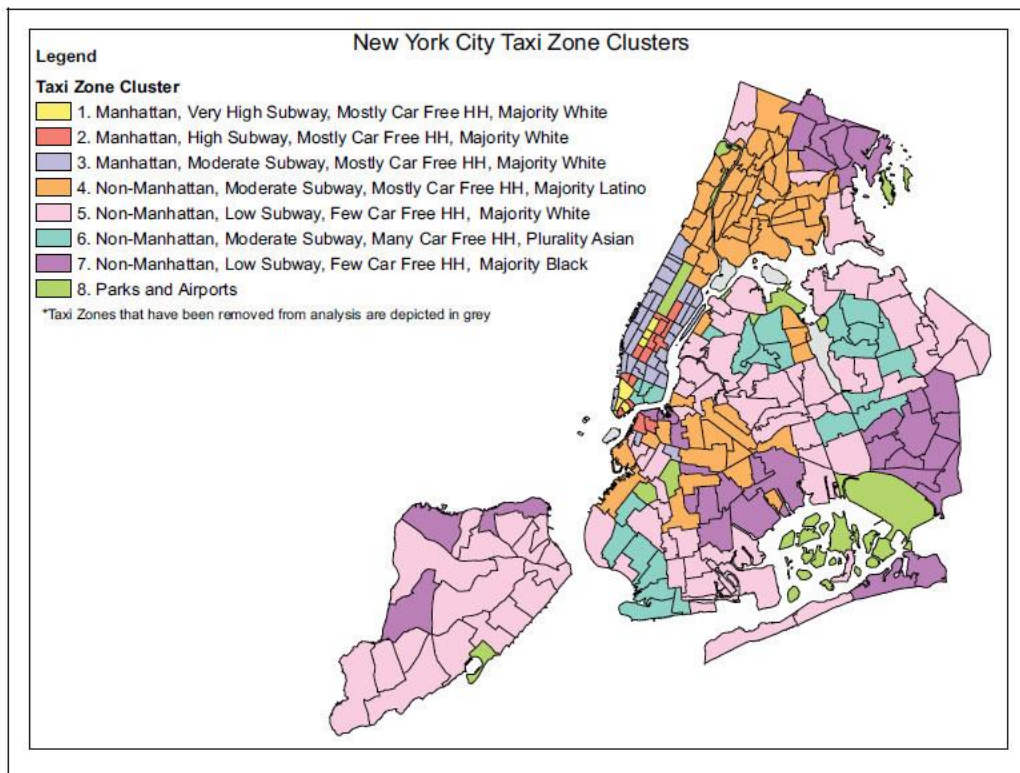 New York City Taxi Zone Clusters
Legend
Taxi Zone Cluster
1. Manhattan, Very High Subway, Mostly Car Free HH, Majority White
2. Manhattan, High Subway, Mostly Car Free HH, Majority White
3. Manhattan, Moderate Subway, Mostly Car Free HH, Majority White
4. Non-Manhattan, Moderate Subway, Mostly Car Free HH, Majority Latino
5. Non-Manhattan, Low Subway, Few Car Free HH, Majority White
6. Non-Manhattan, Moderate Subway, Many Car Free HH, Plurality Asian
7. Non-Manhattan, Low Subway, Few Car Free HH, Majority Black
8. Parks and Airports
*Taxi Zones that have been removed from analysis are depicted in grey